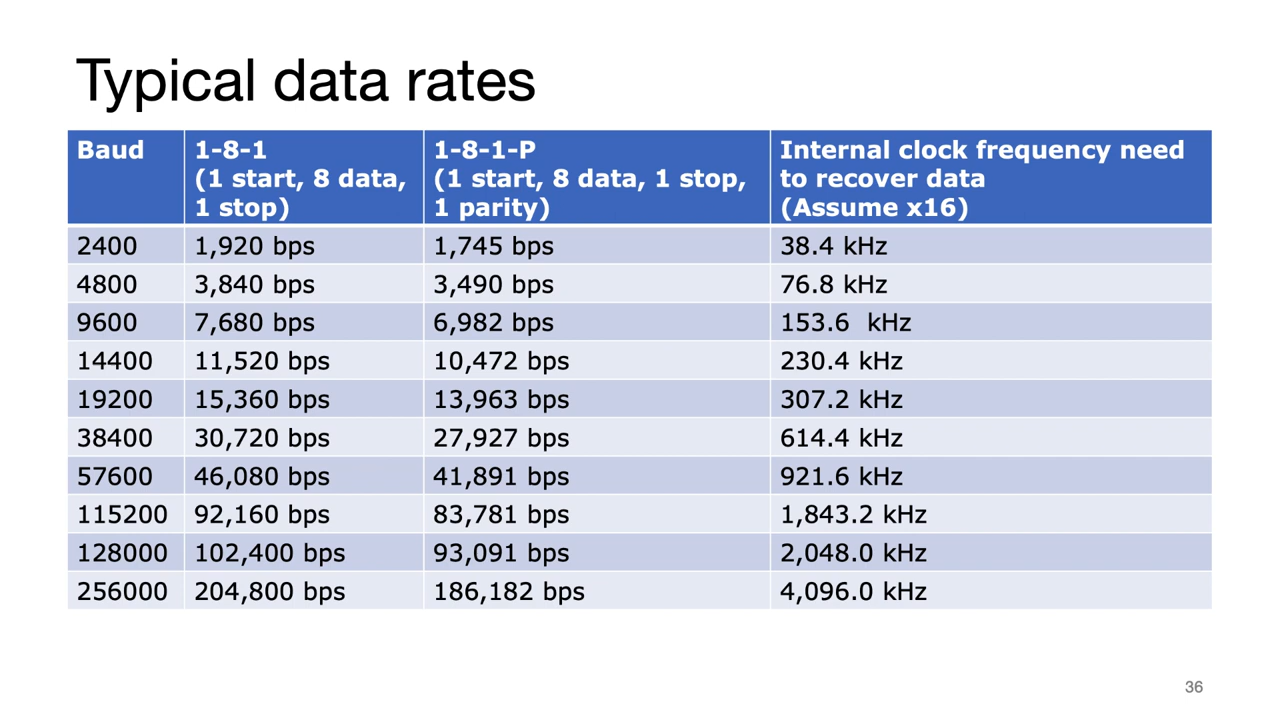 Typical data rates
Baud
1-8-1
(1 start, 8 data,
1 stop)
1-8-1-P
(1 start, 8 data, 1 stop,
1 parity)
Internal clock frequency need
to recover data
(Assume x16)
2400 1,920 bps 1,745 bps 38.4 kHz
4800 3,840 bps 3,490 bps 76.8 kHz
9600 7,680 bps 6,982 bps 153.6 kHz
14400 11,520 bps 10,472 bps 230.4 kHz
19200 15,360 bps 13,963 bps 307.2 kHz
38400 30,720 bps 27,927 bps 614.4 kHz
57600 46,080 bps 41,891 bps 921.6 kHz
115200 92,160 bps 83,781 bps 1,843.2 kHz
128000 102,400 bps 93,091 bps 2,048.0 kHz
256000 204,800 bps 186,182 bps 4,096.0 kHz
36